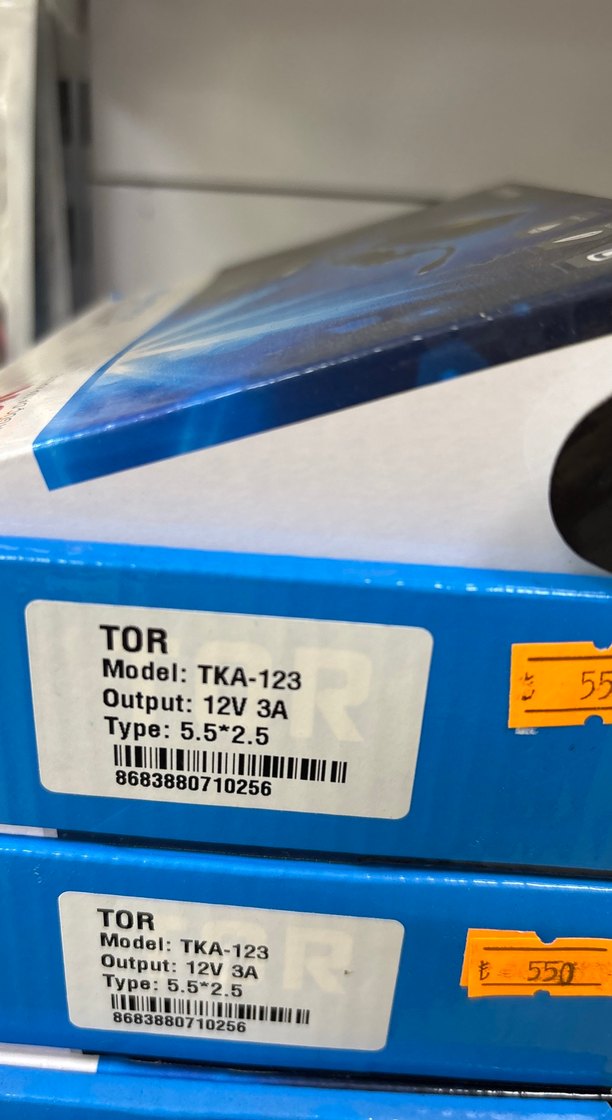 TOR
Model: TKA-123
Output: 12V 3A
Type: 5.5*2.5
8683880710256
₺ 55
TOR
Model: TKA-123
Output: 12V 3A
Type: 5.5*2.5
8683880710256
₺ 550